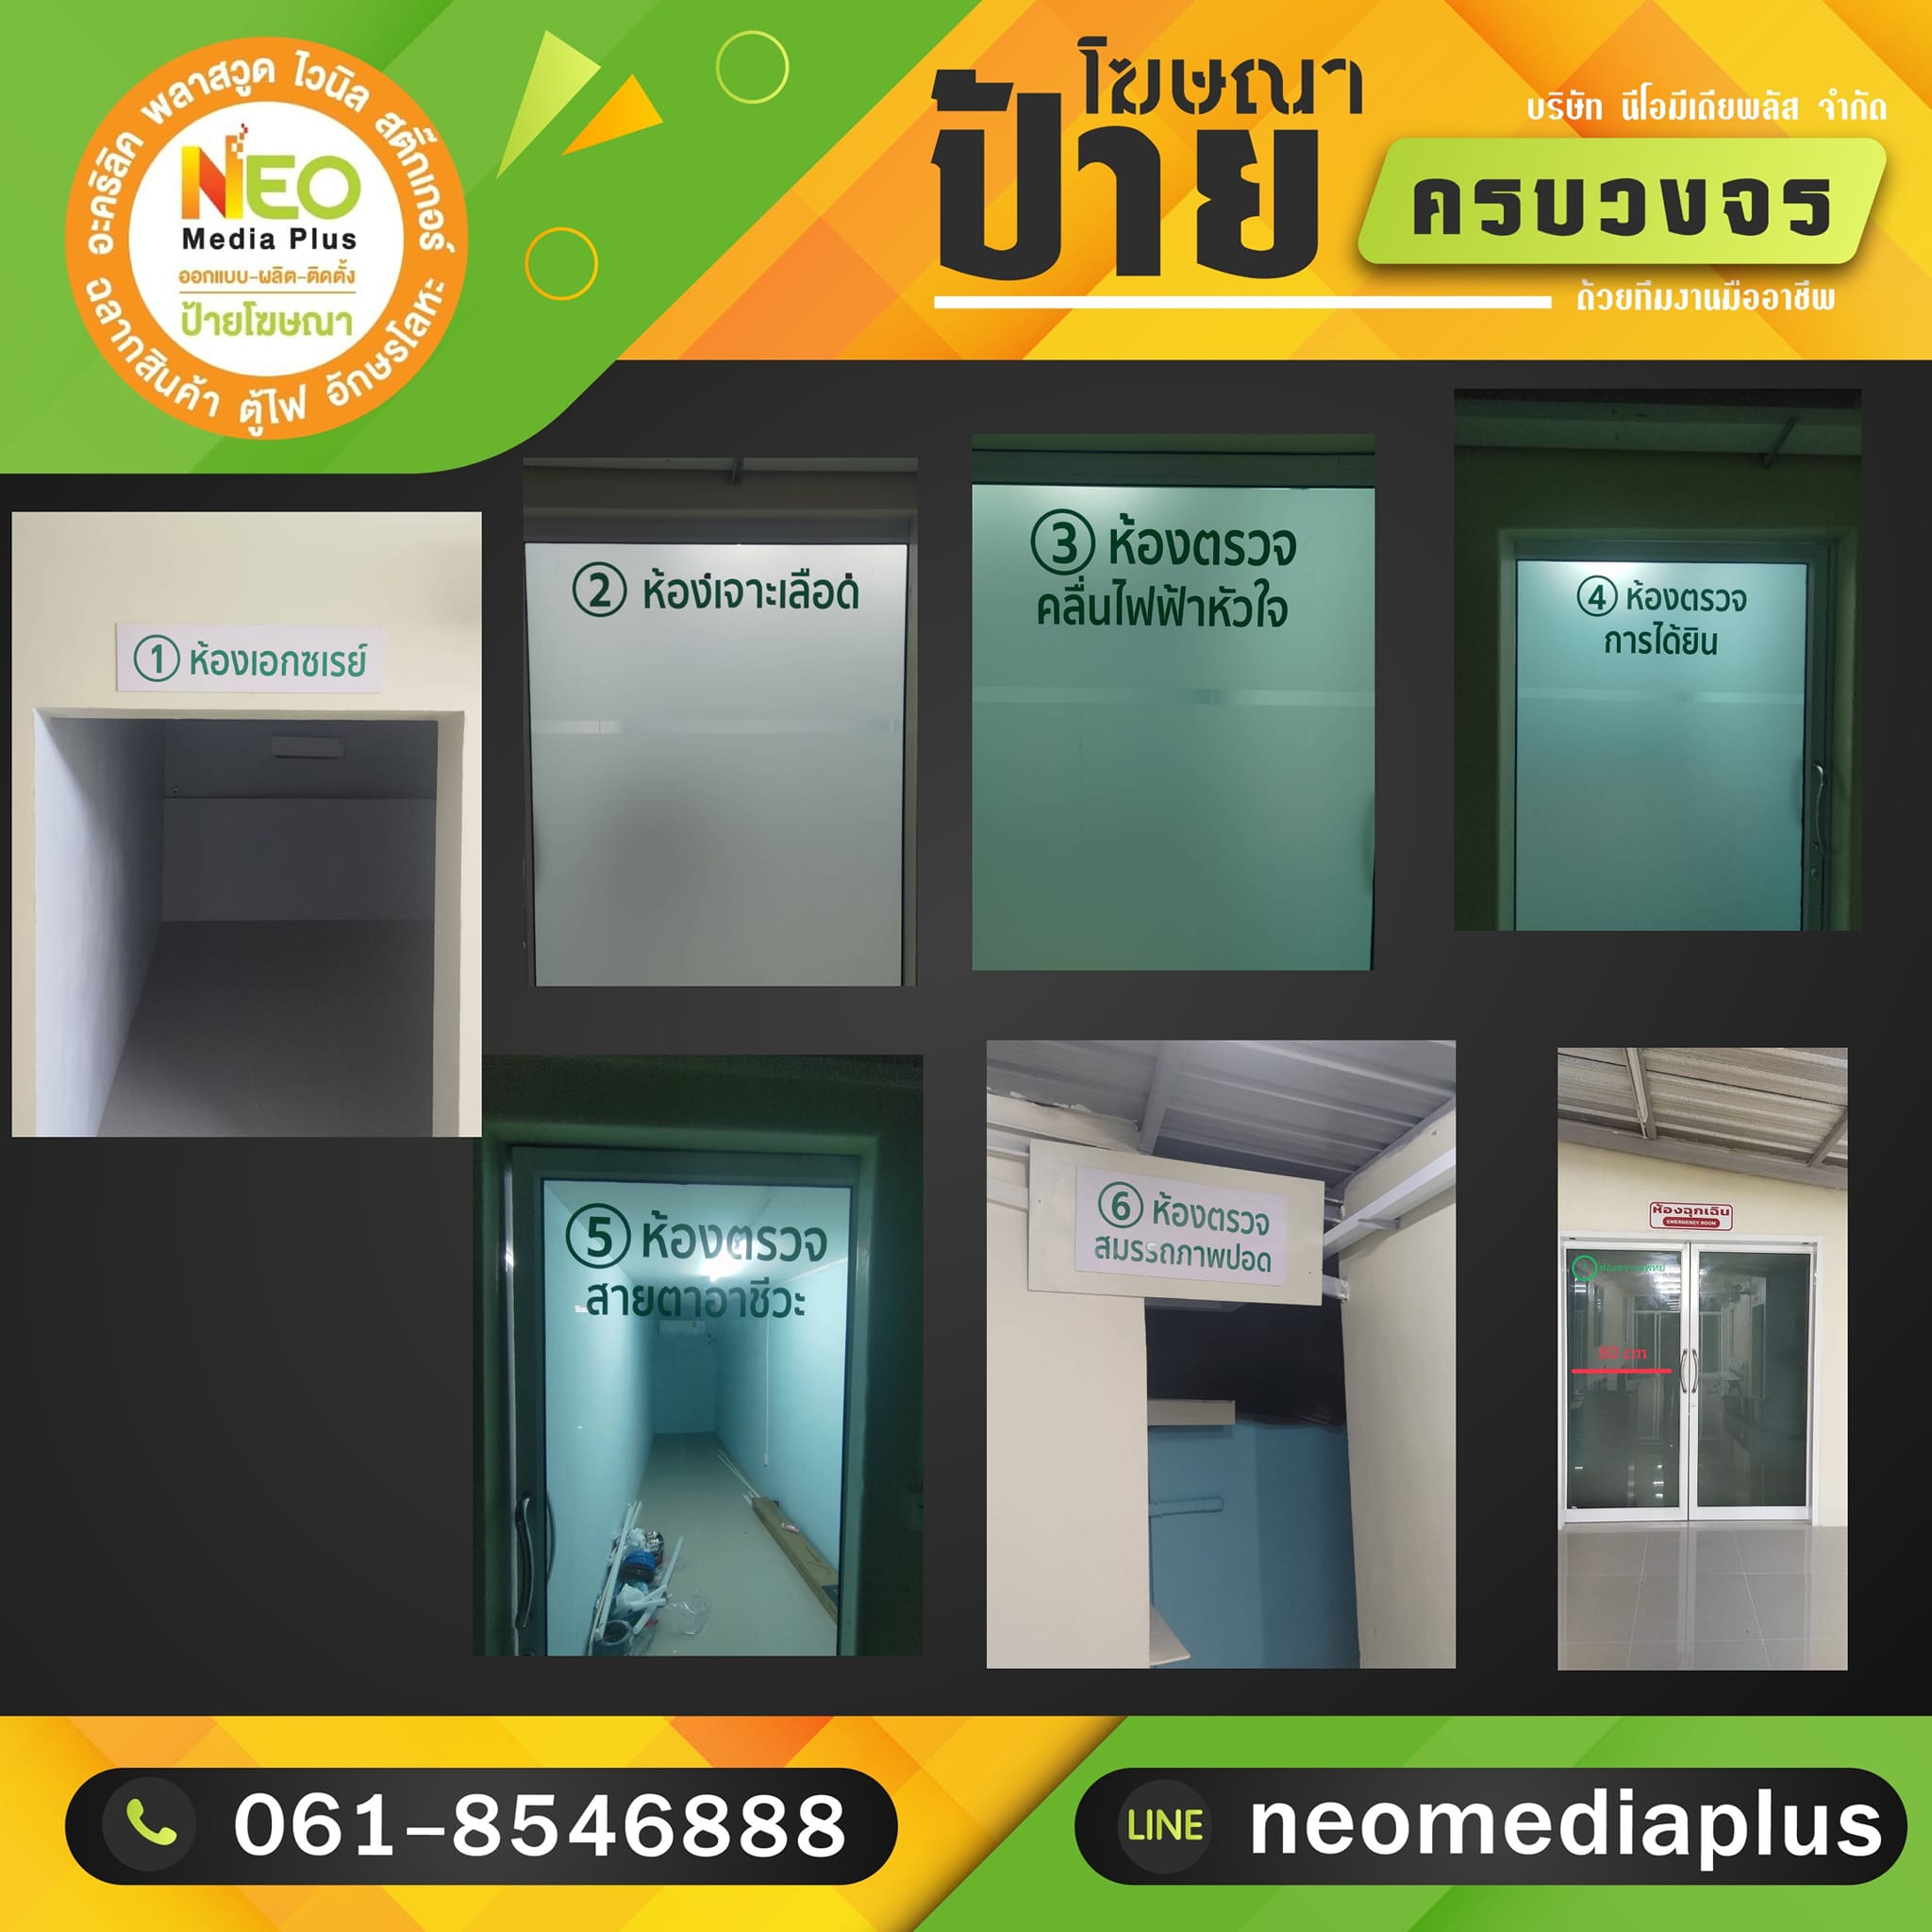 อะคริลิค พลาสวูด ไวนิล สติ๊กเกอร์
NEO
Media Plus
ออกแบบ-ผลิต-ติดตั้ง
ป้ายโฆษณา
ฉลากสินค้า ตู้ไฟ อักษรโลหะ
โฆษณา
ป้าย
บริษัท นีโอมีเดียพลัส จำกัด
ครบวงจร
ด้วยทีมงานมืออาชีพ
1 ห้องเอกซเรย์
2 ห้องเจาะเลือด
3 ห้องตรวจ
คลื่นไฟฟ้าหัวใจ
4 ห้องตรวจ
การได้ยิน
5 ห้องตรวจ
สายตาอาชีวะ
6 ห้องตรวจ
สมรรถภาพปอด
ห้องฉุกเฉิน
EMERGENCY ROOM
80 cm
061-8546888
LINE neomediaplus